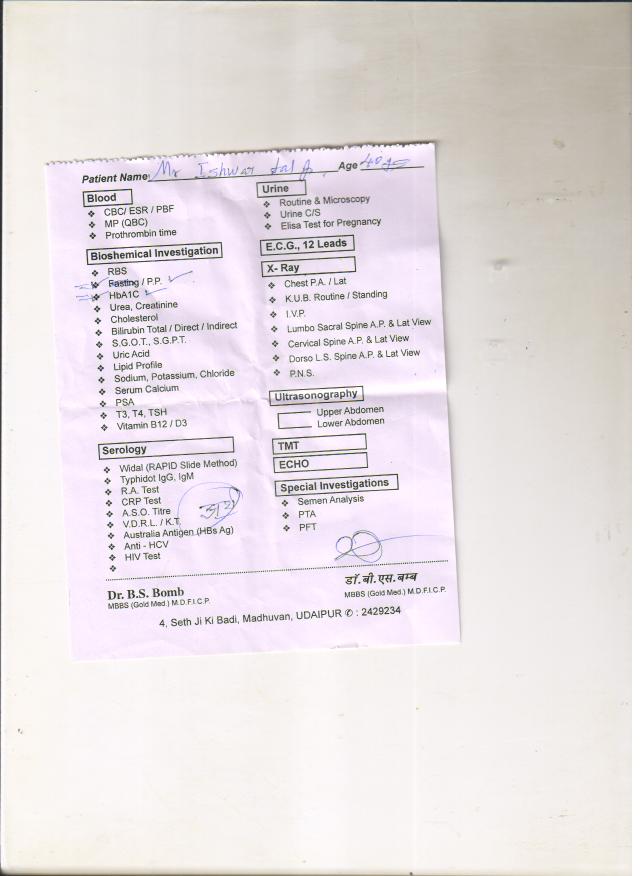 Patient Name: Mr Ishwar Lal Age 40 ys
Blood
❖ CBC/ ESR / PBF
❖ MP (QBC)
❖ Prothrombin time
Bioshemical Investigation
❖ RBS
❖ Fasting / P.P. ✓
❖ HbA1C ✓
❖ Urea, Creatinine
❖ Cholesterol
❖ Bilirubin Total / Direct / Indirect
❖ S.G.O.T., S.G.P.T.
❖ Uric Acid
❖ Lipid Profile
❖ Sodium, Potassium, Chloride
❖ Serum Calcium
❖ PSA
❖ T3, T4, TSH
❖ Vitamin B12 / D3
Serology
❖ Widal (RAPID Slide Method)
❖ Typhidot IgG, IgM
❖ R.A. Test
❖ CRP Test
❖ A.S.O. Titre
❖ V.D.R.L. / K.T.
❖ Australia Antigen (HBs Ag)
❖ Anti - HCV
❖ HIV Test
❖
Urine
❖ Routine & Microscopy
❖ Urine C/S
❖ Elisa Test for Pregnancy
E.C.G., 12 Leads
X- Ray
❖ Chest P.A. / Lat
❖ K.U.B. Routine / Standing
❖ I.V.P.
❖ Lumbo Sacral Spine A.P. & Lat View
❖ Cervical Spine A.P. & Lat View
❖ Dorso L.S. Spine A.P. & Lat View
❖ P.N.S.
Ultrasonography
Upper Abdomen
Lower Abdomen
TMT
ECHO
Special Investigations
❖ Semen Analysis
❖ PTA
❖ PFT
Dr. B.S. Bomb
MBBS (Gold Med.) M.D.F.I.C.P.
डॉ.बी.एस.बम्ब
MBBS (Gold Med.) M.D.F.I.C.P.
4, Seth Ji Ki Badi, Madhuvan, UDAIPUR ✆ : 2429234